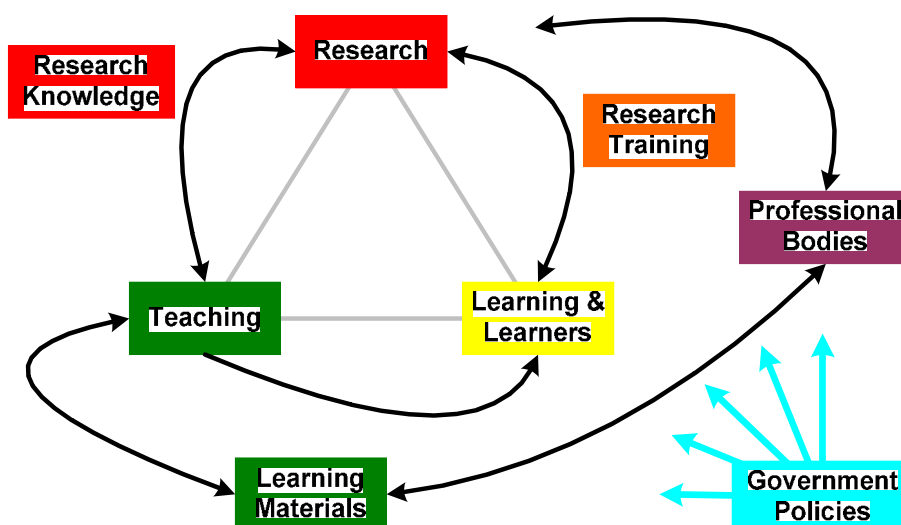 Research
Research
Knowledge
Research
Training
Professional
Bodies
Teaching
Learning &
Learners
Learning
Materials
Government
Policies